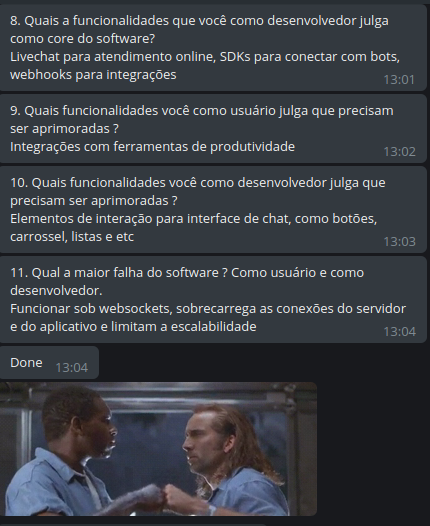 8. Quais a funcionalidades que você como desenvolvedor julga
como core do software?
Livechat para atendimento online, SDKs para conectar com bots,
webhooks para integrações
13:01
9. Quais funcionalidades você como usuário julga que precisam
ser aprimoradas ?
Integrações com ferramentas de produtividade
13:02
10. Quais funcionalidades você como desenvolvedor julga que
precisam ser aprimoradas ?
Elementos de interação para interface de chat, como botões,
carrossel, listas e etc
13:03
11. Qual a maior falha do software ? Como usuário e como
desenvolvedor.
Funcionar sob websockets, sobrecarrega as conexões do servidor
e do aplicativo e limitam a escalabilidade
13:04
Done 13:04